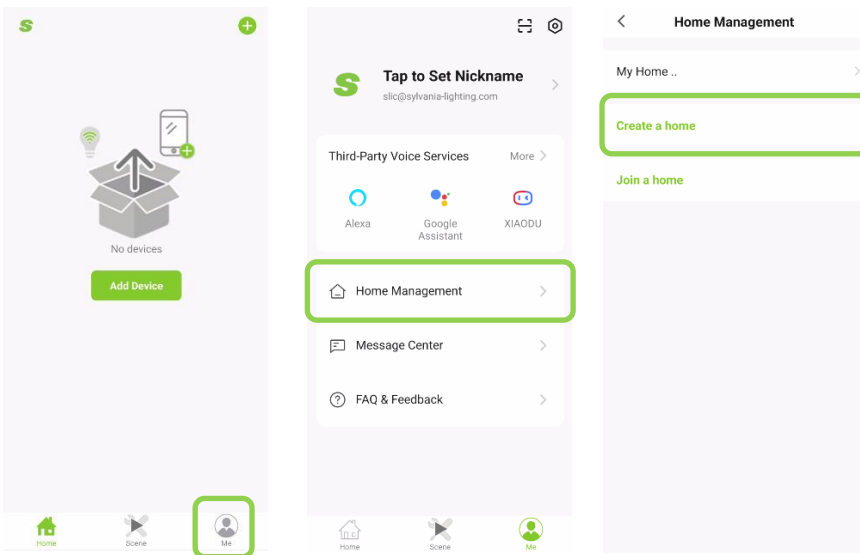 S
No devices
Add Device
Home
Scene
Me
S
Tap to Set Nickname
slic@sylvania-lighting.com
Third-Party Voice Services
More
Alexa
Google
Assistant
XIAODU
Home Management
Message Center
FAQ & Feedback
Home
Scene
Me
Home Management
My Home ..
Create a home
Join a home